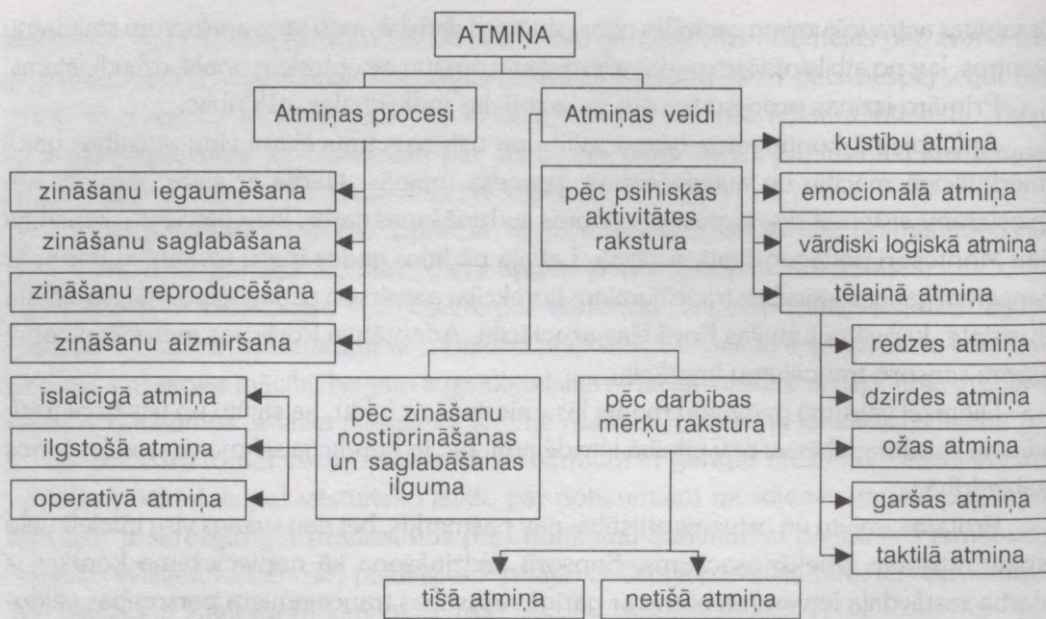 ATMIŅA
Atmiņas procesi
Atmiņas veidi
zināšanu iegaumēšana
zināšanu saglabāšana
zināšanu reproducēšana
zināšanu aizmiršana
pēc psihiskās
aktivitātes
rakstura
kustību atmiņa
emocionālā atmiņa
vārdiski loģiskā atmiņa
tēlainā atmiņa
redzes atmiņa
dzirdes atmiņa
ožas atmiņa
garšas atmiņa
taktilā atmiņa
pēc zināšanu
nostiprināšanas
un saglabāšanas
ilguma
īslaicīgā atmiņa
ilgstošā atmiņa
operatīvā atmiņa
pēc darbības
mērķu rakstura
tīšā atmiņa
netīšā atmiņa